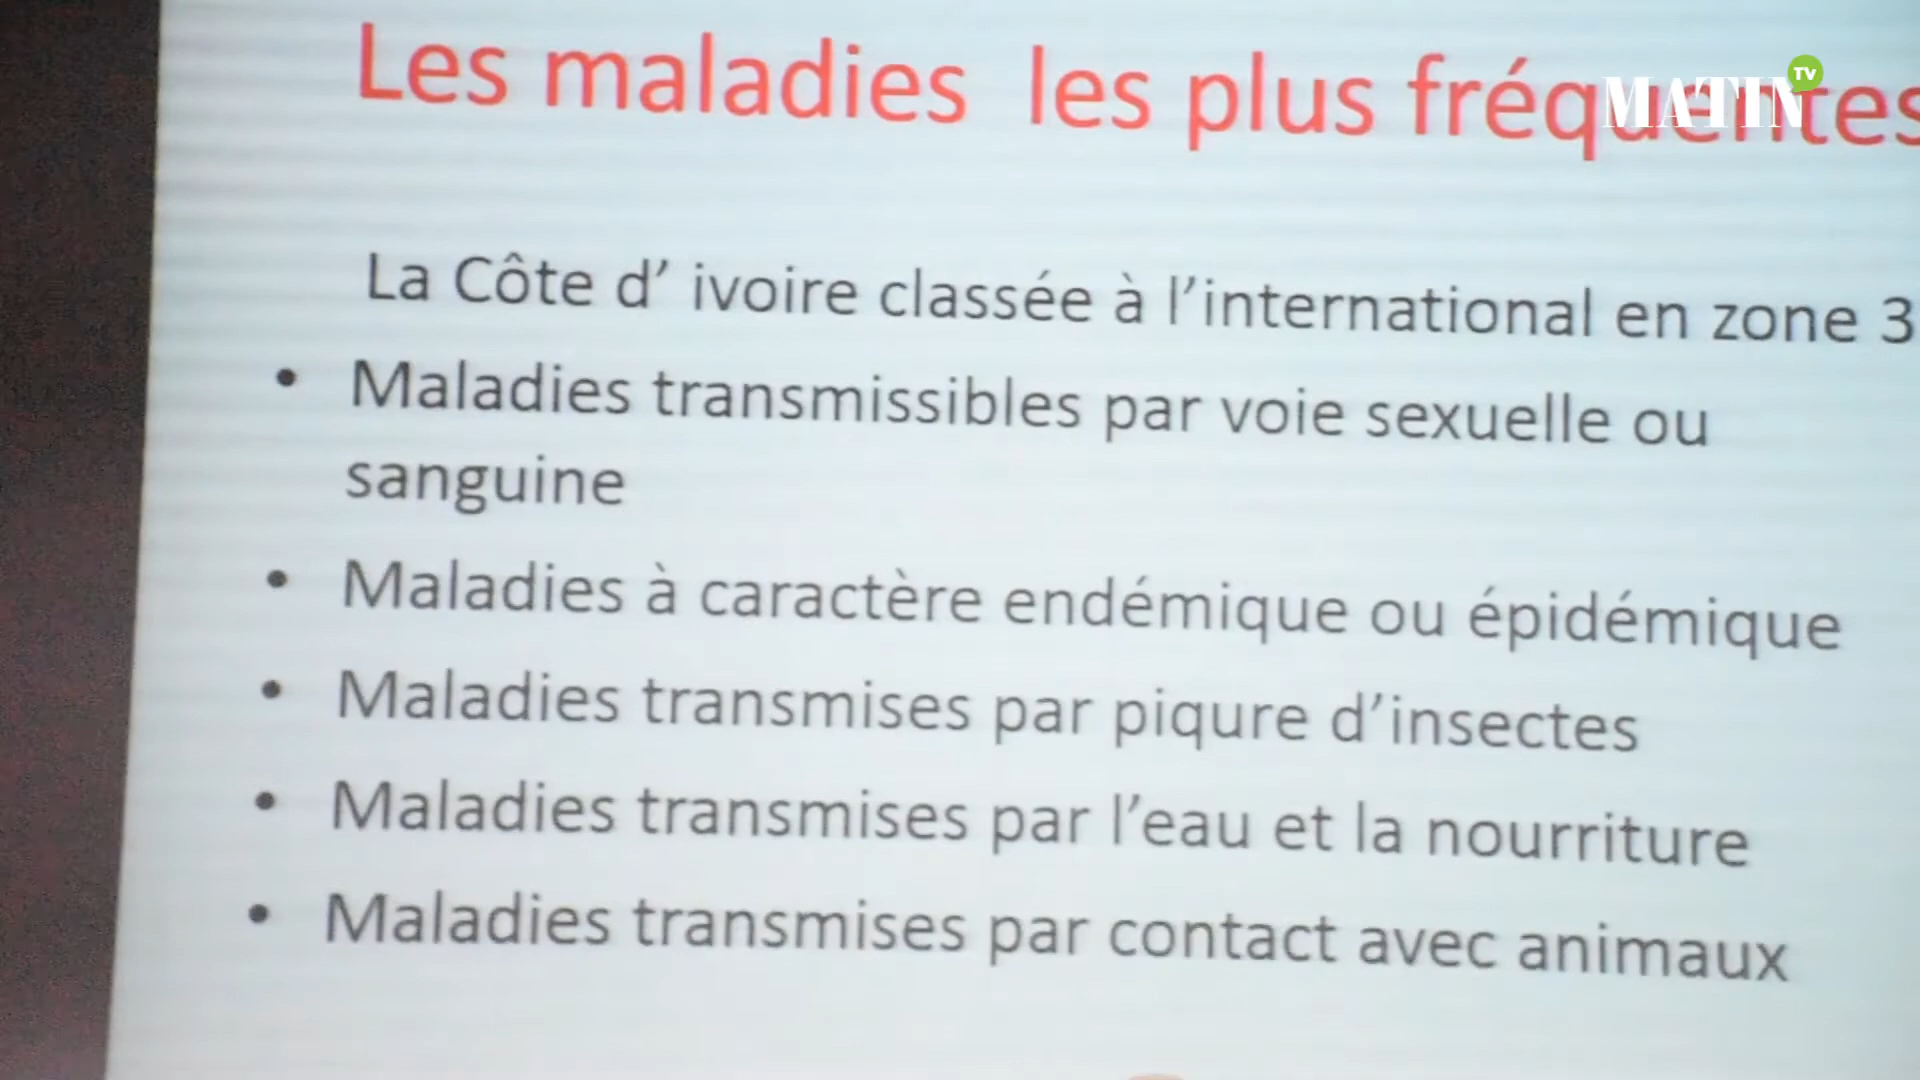 Les maladies les plus fréquentes
MATIN TV
La Côte d' ivoire classée à l'international en zone 3
• Maladies transmissibles par voie sexuelle ou
sanguine
• Maladies à caractère endémique ou épidémique
• Maladies transmises par piqure d'insectes
• Maladies transmises par l'eau et la nourriture
• Maladies transmises par contact avec animaux